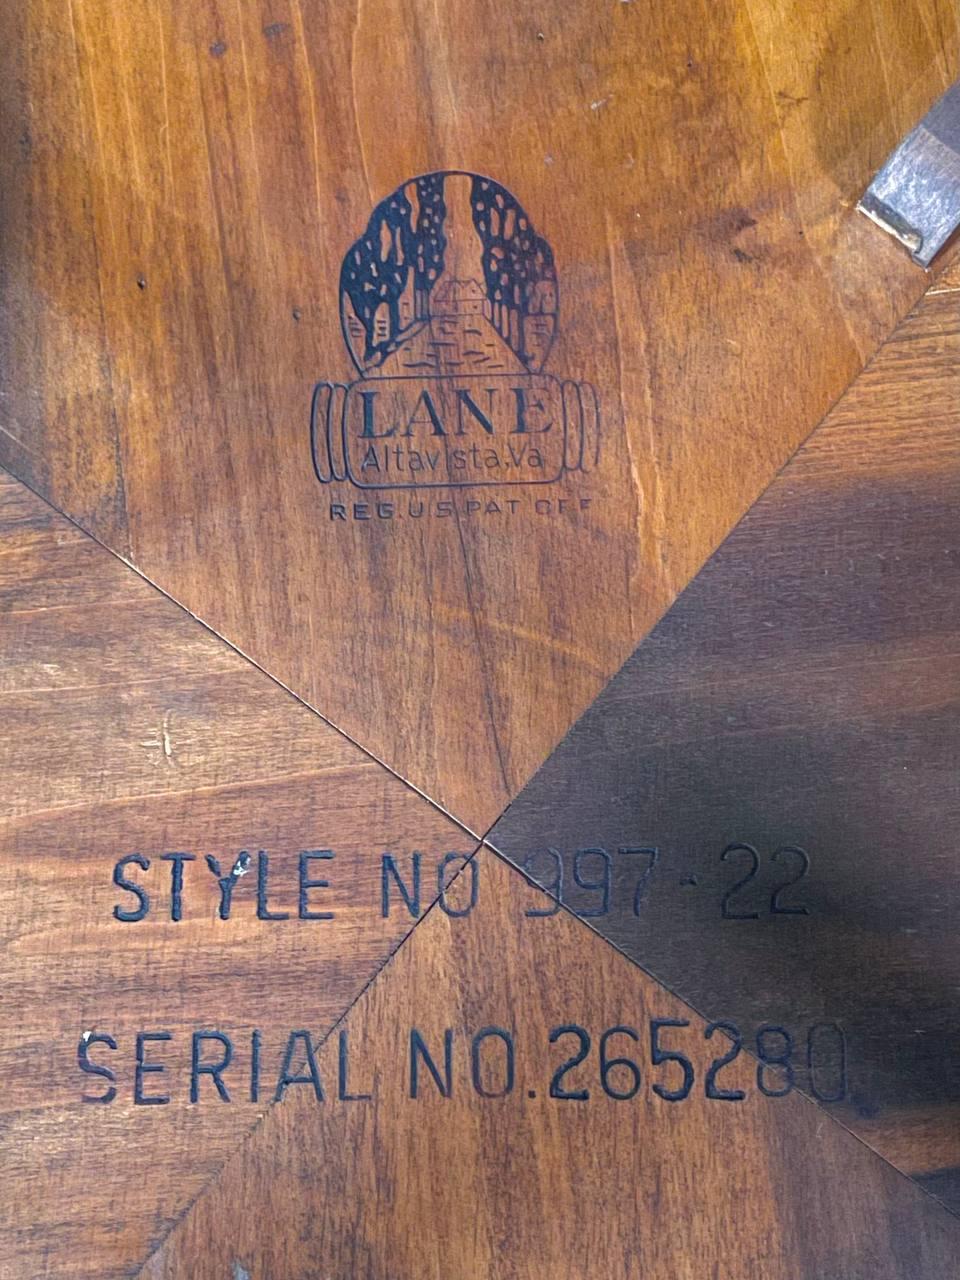 LANE
Altavista,Va
REG.U.S.PAT.OFF
STYLE NO 997-22
SERIAL NO.265280